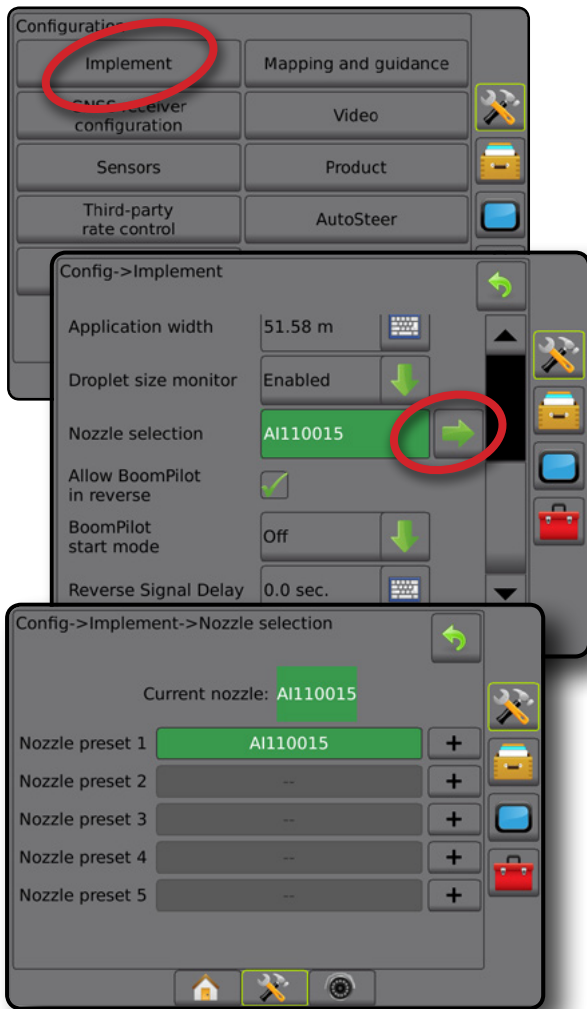 Configuration
Implement
Mapping and guidance
GNSS receiver
configuration
Video
Sensors
Product
Third-party
rate control
AutoSteer
Config->Implement
Application width
51.58 m
Droplet size monitor
Enabled
Nozzle selection
AI110015
Allow BoomPilot
in reverse
BoomPilot
start mode
Off
Reverse Signal Delay
0.0 sec.
Config->Implement->Nozzle selection
Current nozzle: AI110015
Nozzle preset 1 AI110015 +
Nozzle preset 2 -- +
Nozzle preset 3 -- +
Nozzle preset 4 -- +
Nozzle preset 5 -- +